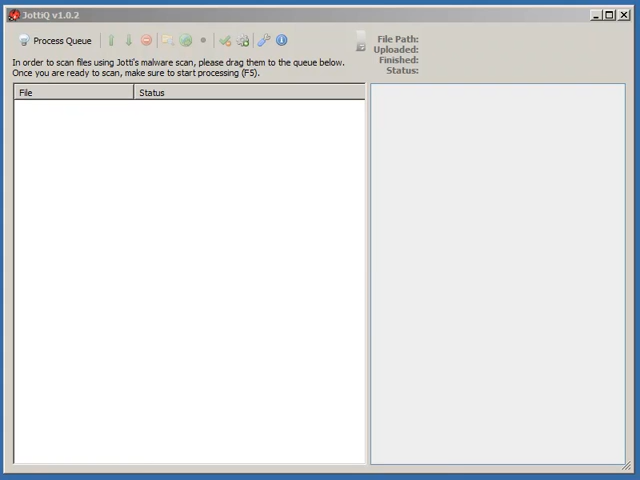 JottiQ v1.0.2
Process Queue
In order to scan files using Jotti's malware scan, please drag them to the queue below.
Once you are ready to scan, make sure to start processing (F5).
File Path:
Uploaded:
Finished:
Status:
File Status